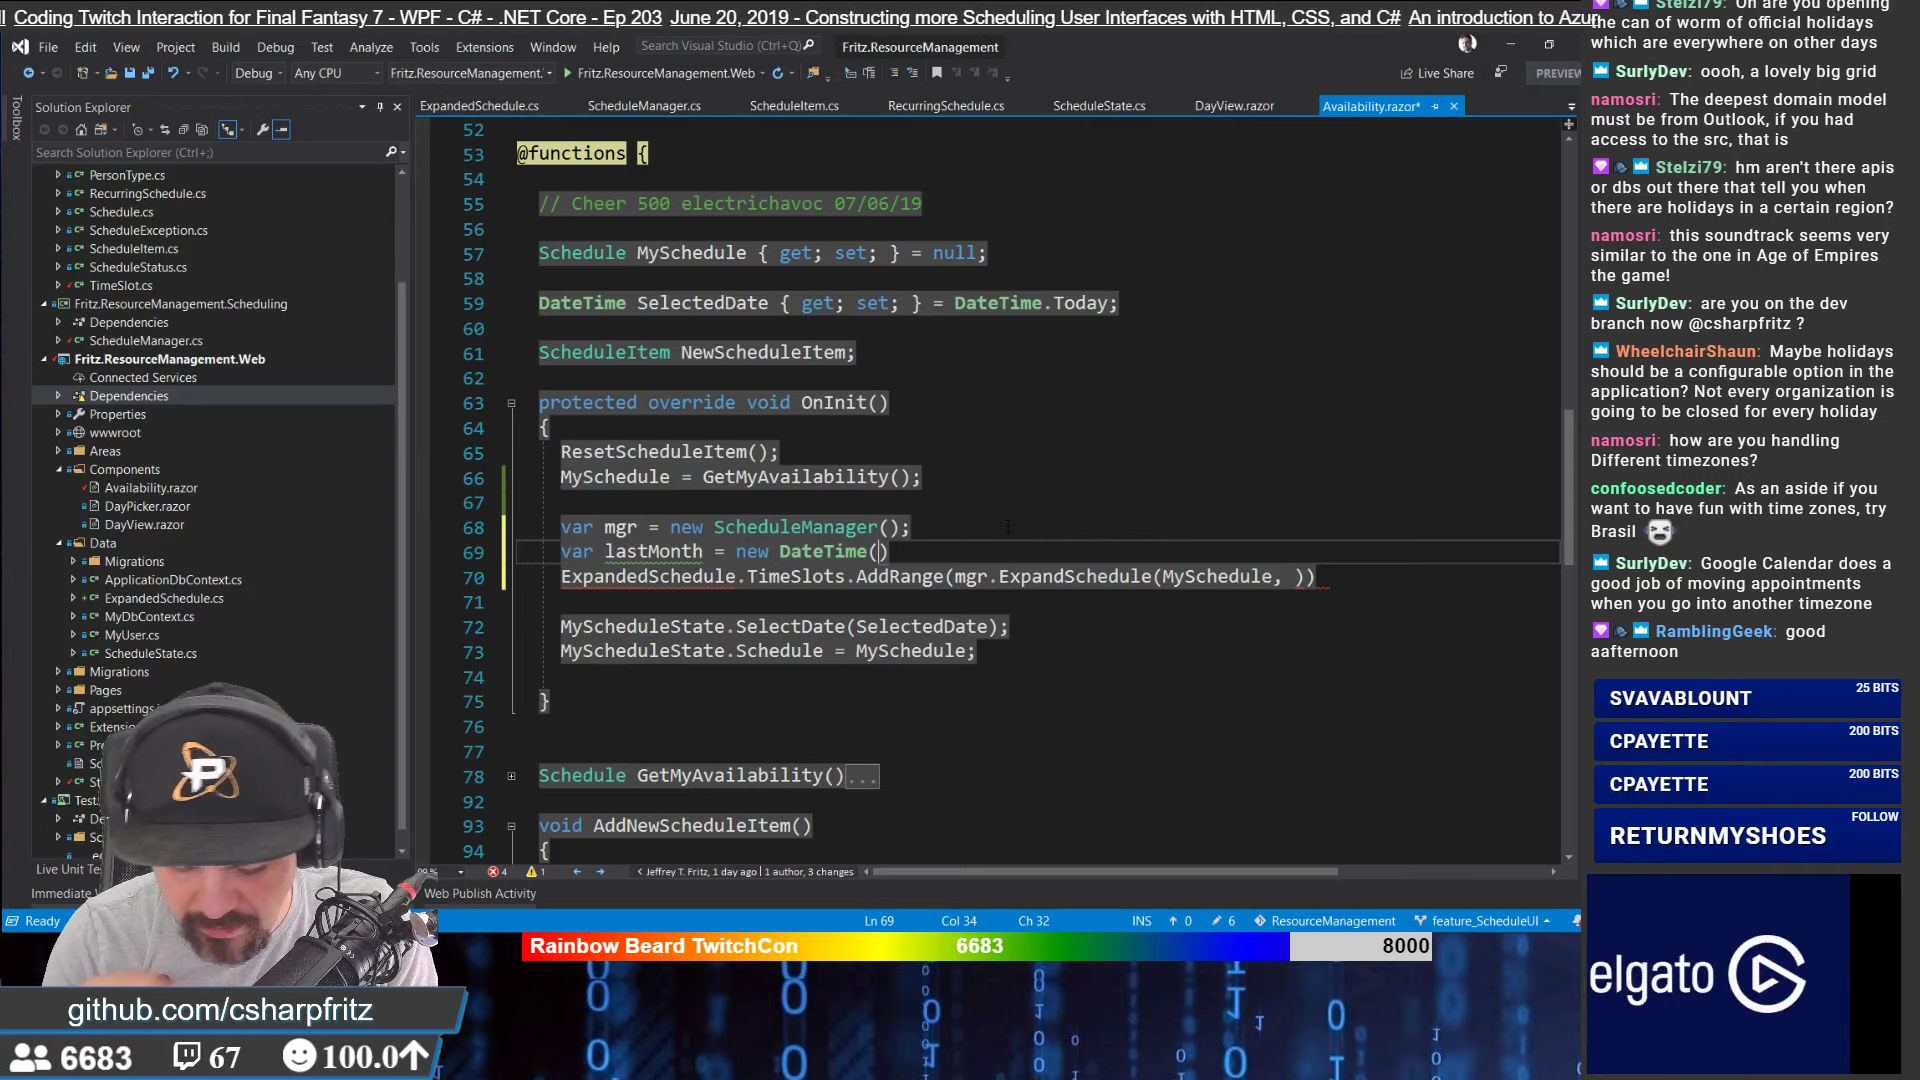 Coding Twitch Interaction for Final Fantasy 7 - WPF - C# - .NET Core - Ep 203 June 20, 2019 - Constructing more Scheduling User Interfaces with HTML, CSS, and C# An introduction to Azur
File Edit View Project Build Debug Test Analyze Tools Extensions Window Help Search Visual Studio (Ctrl+Q) Fritz.ResourceManagement
Debug Any CPU Fritz.ResourceManagement. Fritz.ResourceManagement.Web Live Share PREVIEW
Toolbox
Solution Explorer
Search Solution Explorer (Ctrl+;)
PersonType.cs
RecurringSchedule.cs
Schedule.cs
ScheduleException.cs
ScheduleItem.cs
ScheduleStatus.cs
TimeSlot.cs
Fritz.ResourceManagement.Scheduling
Dependencies
ScheduleManager.cs
Fritz.ResourceManagement.Web
Connected Services
Dependencies
Properties
wwwroot
Areas
Components
Availability.razor
DayPicker.razor
DayView.razor
Data
Migrations
ApplicationDbContext.cs
ExpandedSchedule.cs
MyDbContext.cs
MyUser.cs
ScheduleState.cs
Migrations
Pages
appsettings.
Extens
Pr
Sc
St
Test.
De
Sc
Live Unit Te
Immediate W
ExpandedSchedule.cs ScheduleManager.cs ScheduleItem.cs RecurringSchedule.cs ScheduleState.cs DayView.razor Availability.razor*
52
53 @functions {
54
55 // Cheer 500 electrichavoc 07/06/19
56
57 Schedule MySchedule { get; set; } = null;
58
59 DateTime SelectedDate { get; set; } = DateTime.Today;
60
61 ScheduleItem NewScheduleItem;
62
63 protected override void OnInit()
64 {
65 ResetScheduleItem();
66 MySchedule = GetMyAvailability();
67
68 var mgr = new ScheduleManager();
69 var lastMonth = new DateTime()
70 ExpandedSchedule.TimeSlots.AddRange(mgr.ExpandSchedule(MySchedule, ))
71
72 MyScheduleState.SelectDate(SelectedDate);
73 MyScheduleState.Schedule = MySchedule;
74
75 }
76
77
78 Schedule GetMyAvailability()...
92
93 void AddNewScheduleItem()
94 {
99 % 4 1 Jeffrey T. Fritz, 1 day ago | 1 author, 3 changes
Web Publish Activity
Ready Ln 69 Col 34 Ch 32 INS 0 6 ResourceManagement feature_ScheduleUI
Rainbow Beard TwitchCon 6683 8000
github.com/csharpfritz
6683 67 100.0
Stelzi79: Oh are you opening
the can of worm of official holidays
which are everywhere on other days
SurlyDev: oooh, a lovely big grid
namosri: The deepest domain model
must be from Outlook, if you had
access to the src, that is
Stelzi79: hm aren't there apis
or dbs out there that tell you when
there are holidays in a certain region?
namosri: this soundtrack seems very
similar to the one in Age of Empires
the game!
SurlyDev: are you on the dev
branch now @csharpfritz ?
WheelchairShaun: Maybe holidays
should be a configurable option in the
application? Not every organization is
going to be closed for every holiday
namosri: how are you handling
Different timezones?
confoosedcoder: As an aside if you
want to have fun with time zones, try
Brasil
SurlyDev: Google Calendar does a
good job of moving appointments
when you go into another timezone
RamblingGeek: good
aafternoon
SVAVABLOUNT 25 BITS
CPAYETTE 200 BITS
CPAYETTE 200 BITS
RETURNMYSHOES FOLLOW
elgato